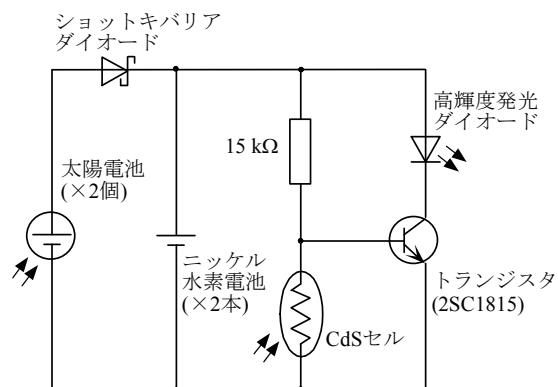 ショットキバリア
ダイオード
高輝度発光
ダイオード
15 kΩ
太陽電池
(×2個)
ニッケル
水素電池
(×2本)
トランジスタ
(2SC1815)
CdSセル